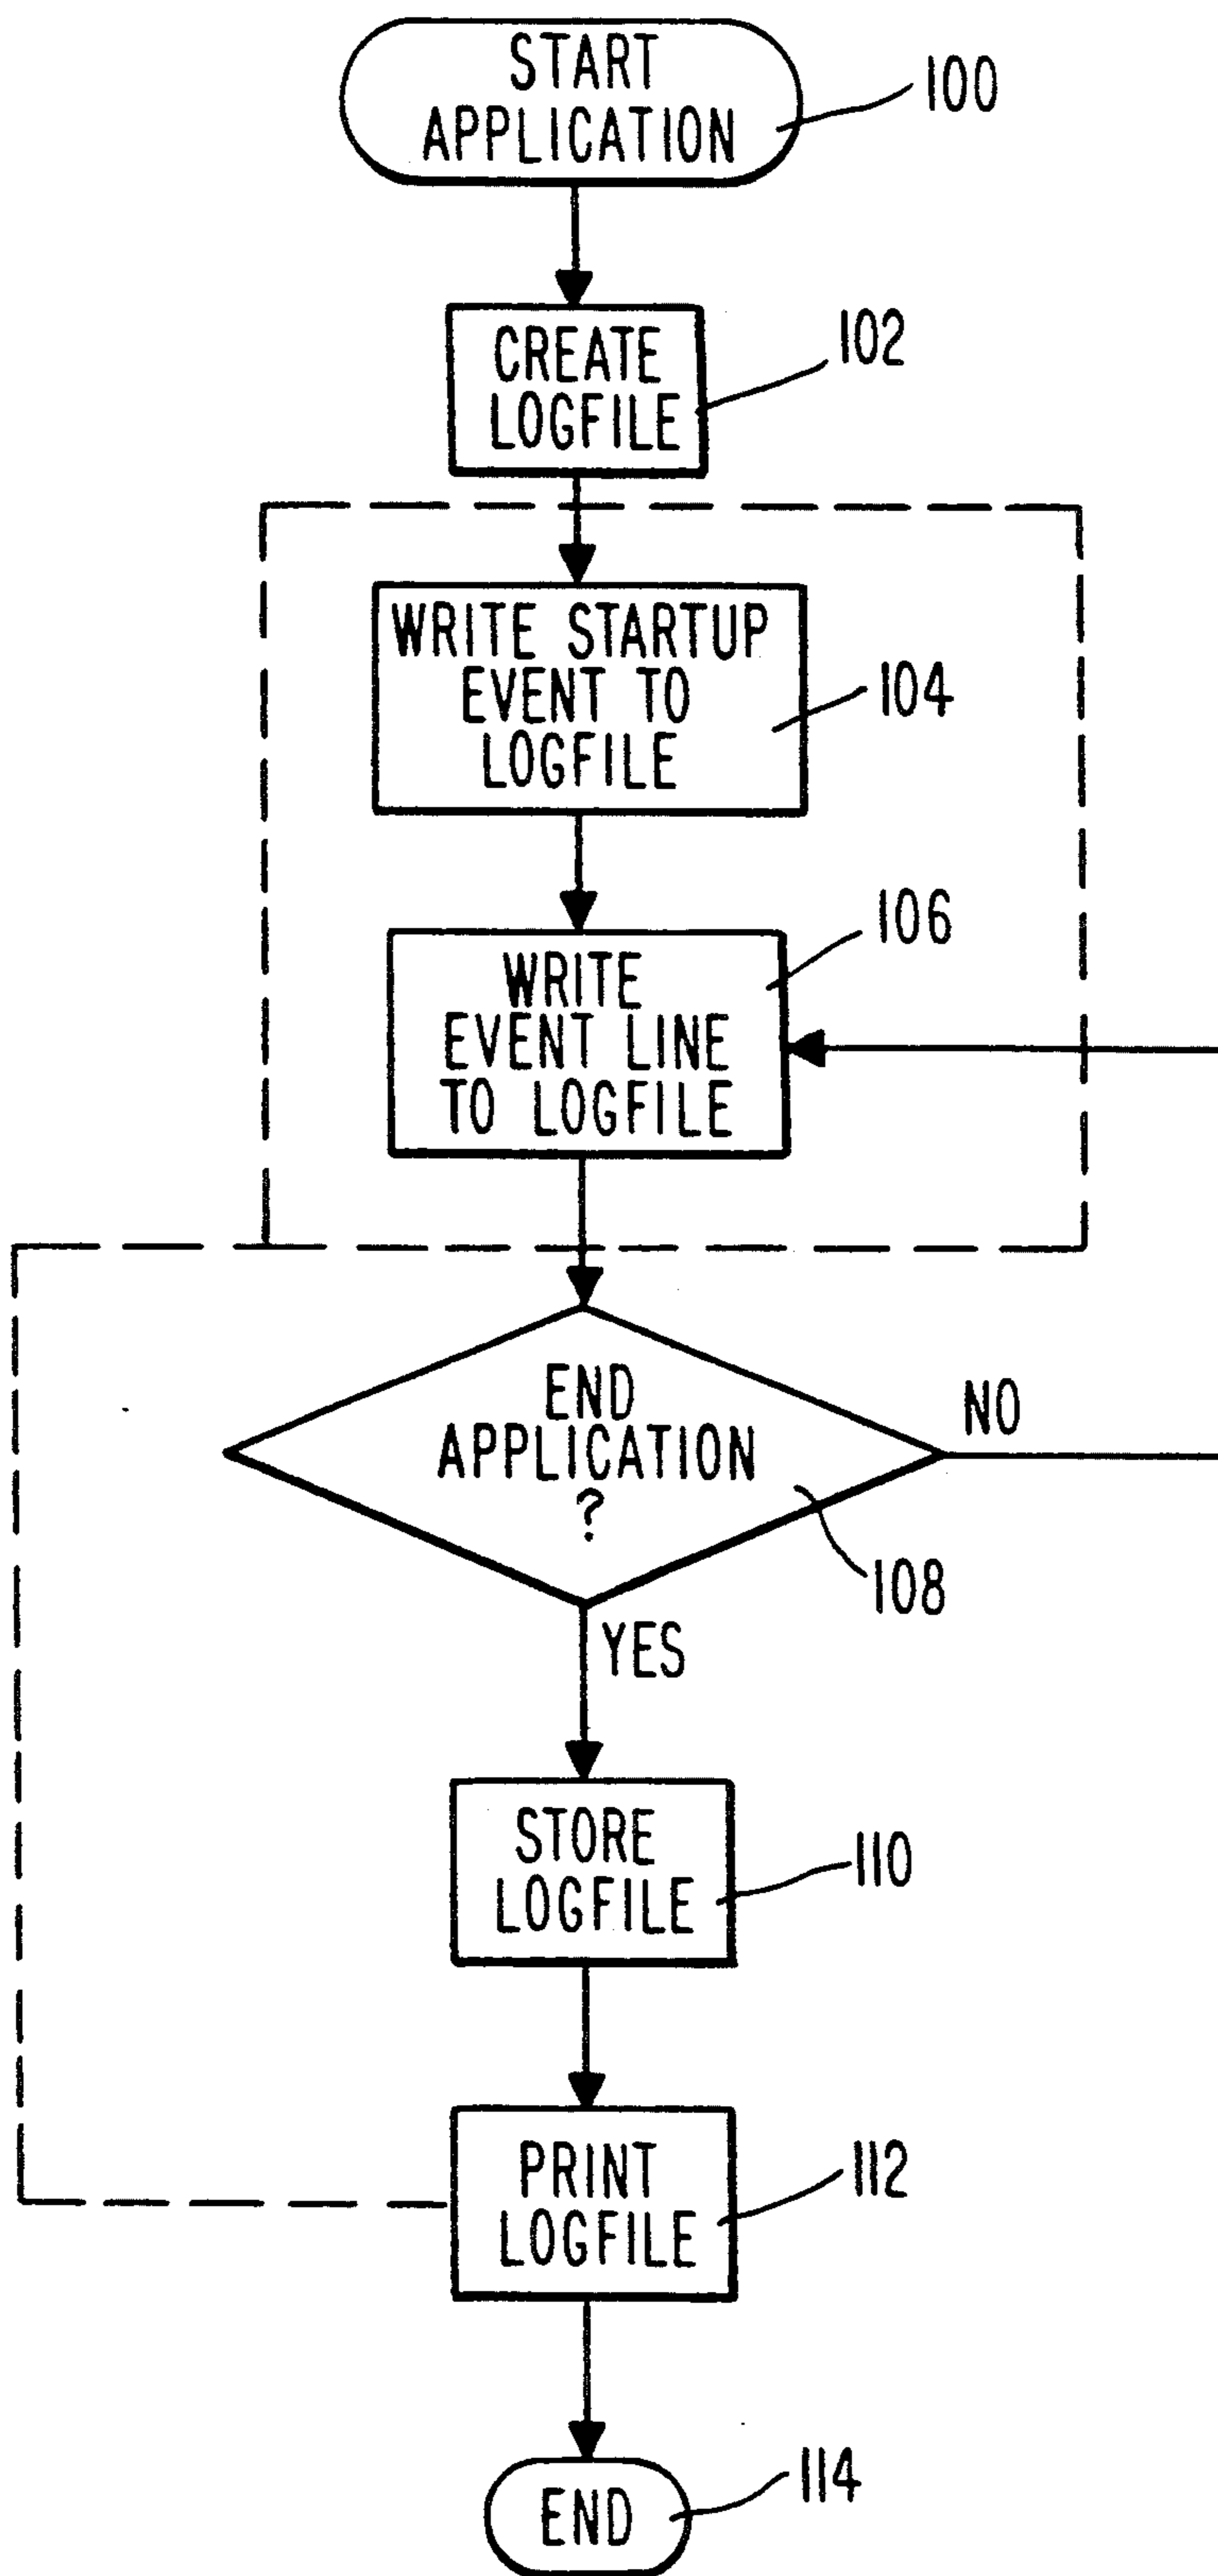 START
APPLICATION
100
CREATE
LOGFILE
102
WRITE STARTUP
EVENT TO
LOGFILE
104
WRITE
EVENT LINE
TO LOGFILE
106
END
APPLICATION
?
NO
108
YES
STORE
LOGFILE
110
PRINT
LOGFILE
112
END
114